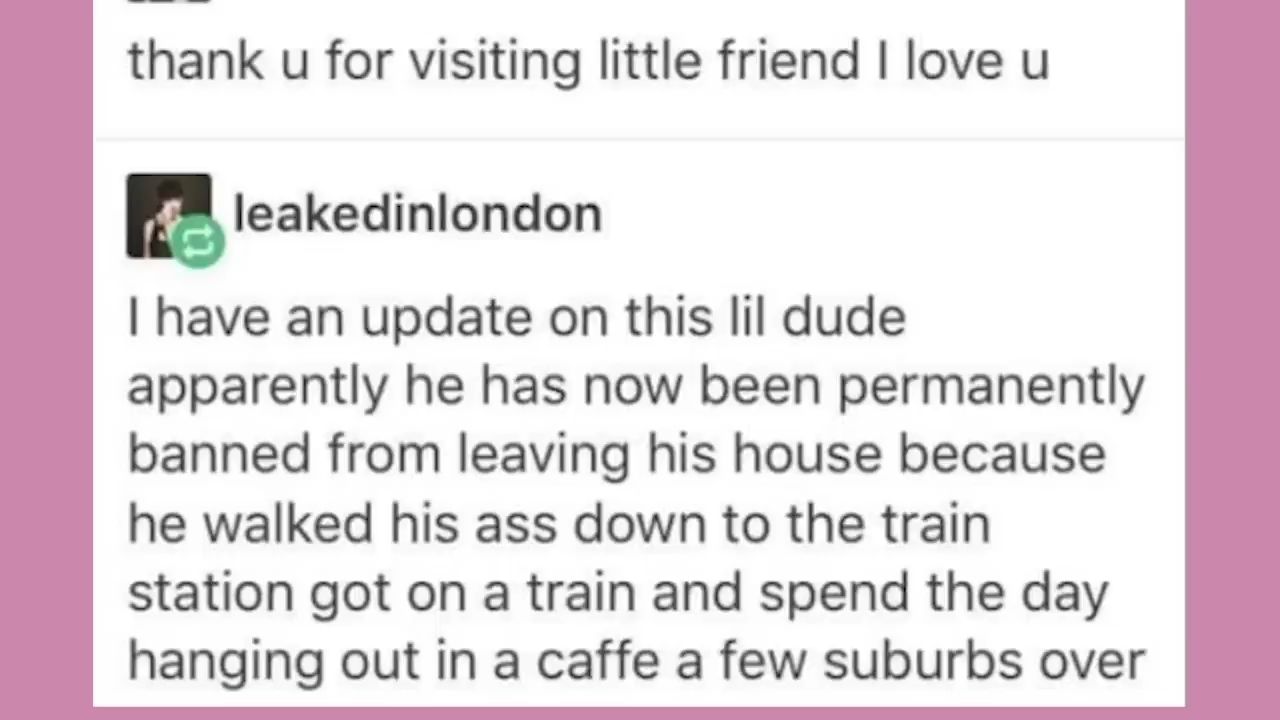 thank u for visiting little friend I love u
leakedinlondon
I have an update on this lil dude
apparently he has now been permanently
banned from leaving his house because
he walked his ass down to the train
station got on a train and spend the day
hanging out in a caffe a few suburbs over